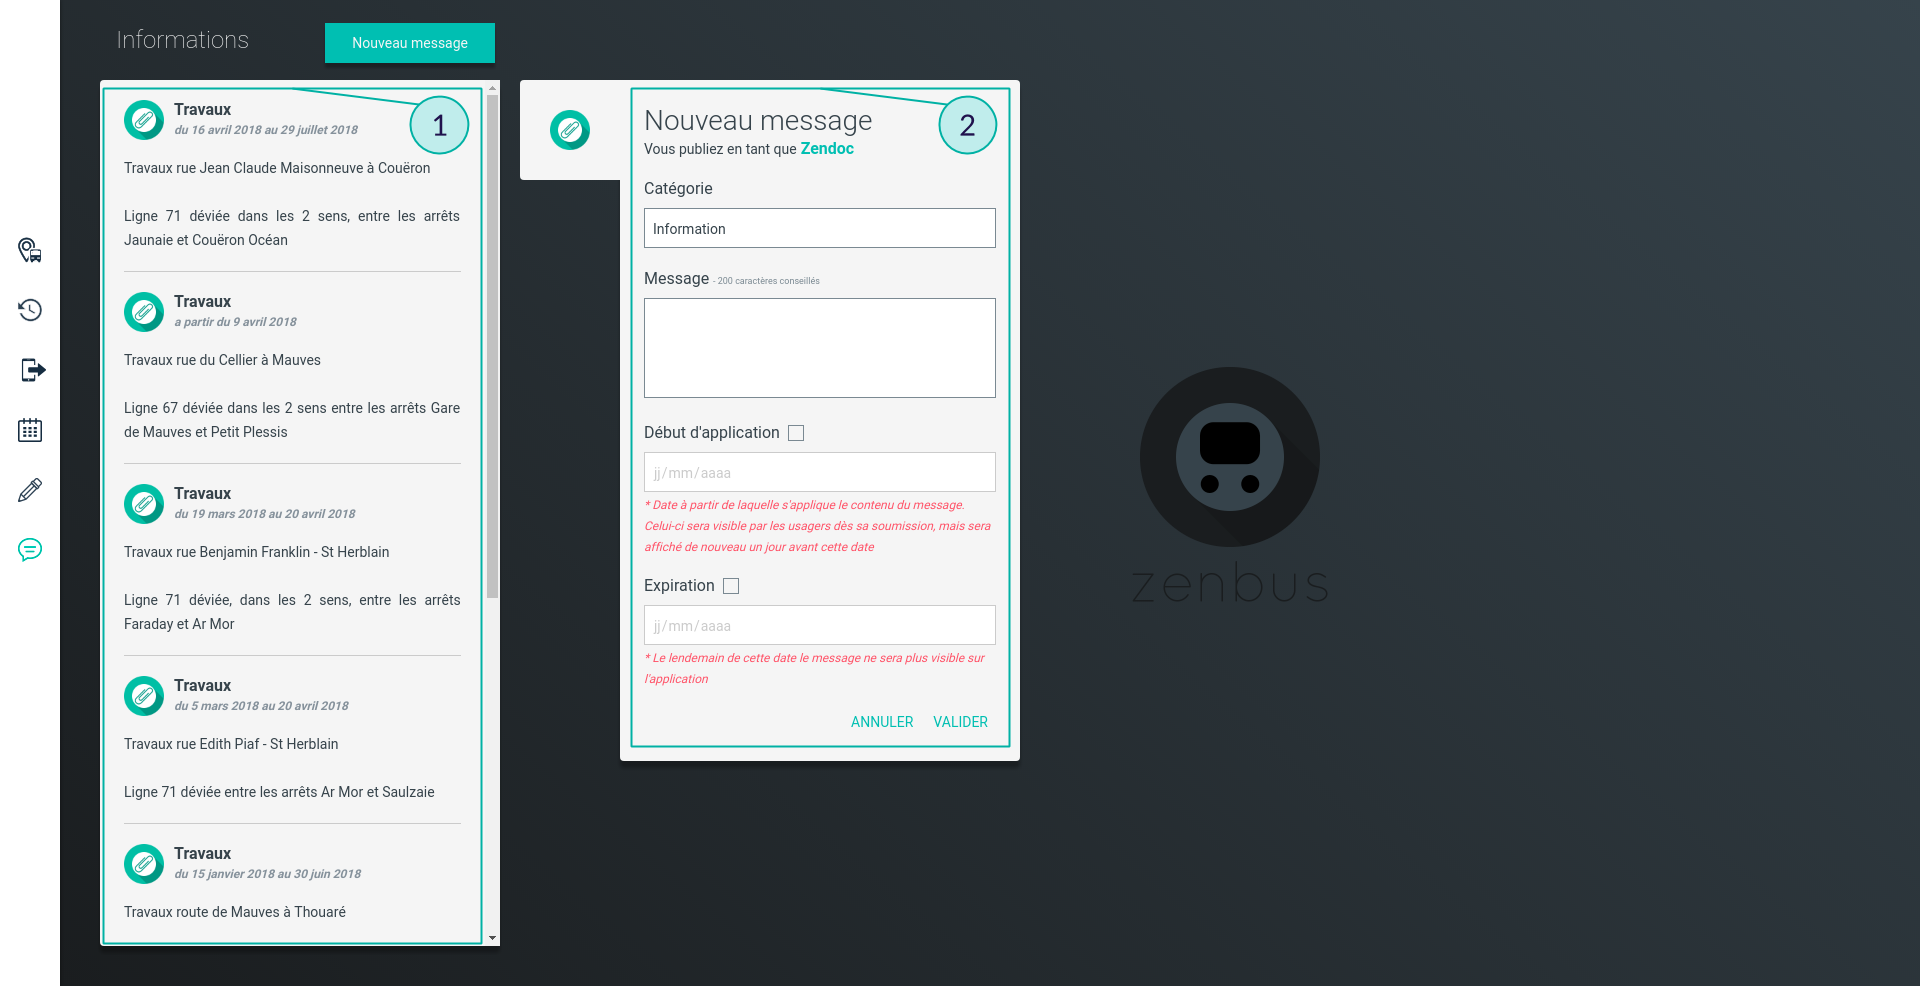 Informations
Nouveau message
1
Travaux
du 16 avril 2018 au 29 juillet 2018
Travaux rue Jean Claude Maisonneuve à Couëron
Ligne 71 déviée dans les 2 sens, entre les arrêts
Jaunaie et Couëron Océan
Travaux
a partir du 9 avril 2018
Travaux rue du Cellier à Mauves
Ligne 67 déviée dans les 2 sens entre les arrêts Gare
de Mauves et Petit Plessis
Travaux
du 19 mars 2018 au 20 avril 2018
Travaux rue Benjamin Franklin - St Herblain
Ligne 71 déviée, dans les 2 sens, entre les arrêts
Faraday et Ar Mor
Travaux
du 5 mars 2018 au 20 avril 2018
Travaux rue Edith Piaf - St Herblain
Ligne 71 déviée entre les arrêts Ar Mor et Saulzaie
Travaux
du 15 janvier 2018 au 30 juin 2018
Travaux route de Mauves à Thouaré
2
Nouveau message
Vous publiez en tant que Zendoc
Catégorie
Information
Message - 200 caractères conseillés
Début d'application
jj/mm/aaaa
* Date à partir de laquelle s'applique le contenu du message.
Celui-ci sera visible par les usagers dès sa soumission, mais sera
affiché de nouveau un jour avant cette date
Expiration
jj/mm/aaaa
* Le lendemain de cette date le message ne sera plus visible sur
l'application
ANNULER VALIDER
zenbus